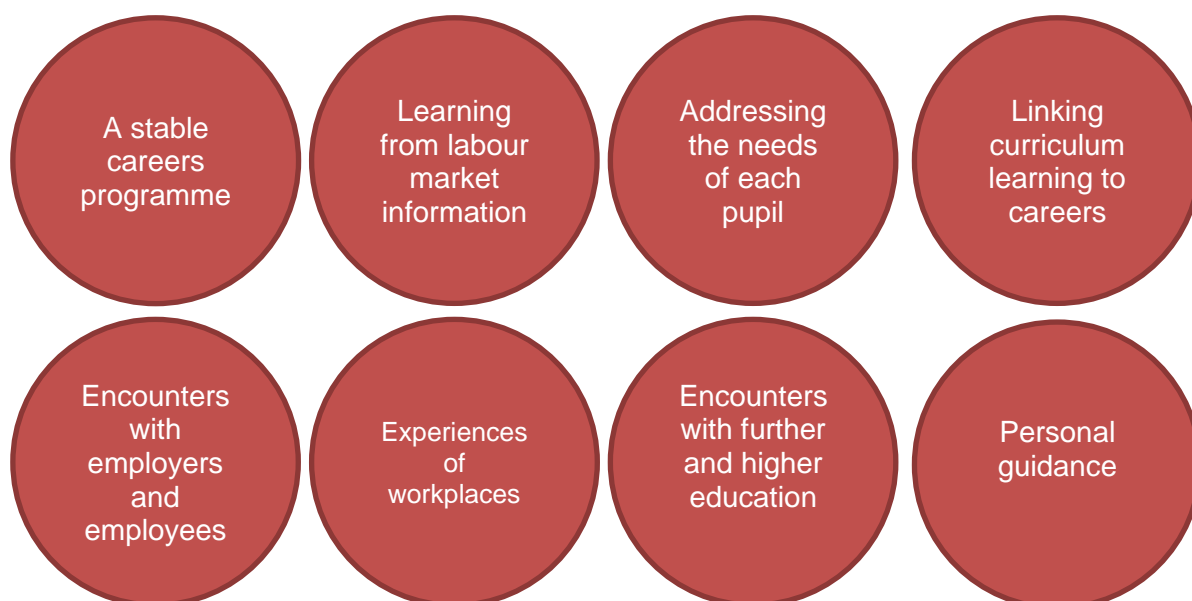 A stable
careers
programme
Learning
from labour
market
information
Addressing
the needs
of each
pupil
Linking
curriculum
learning to
careers
Encounters
with
employers
and
employees
Experiences
of
workplaces
Encounters
with further
and higher
education
Personal
guidance